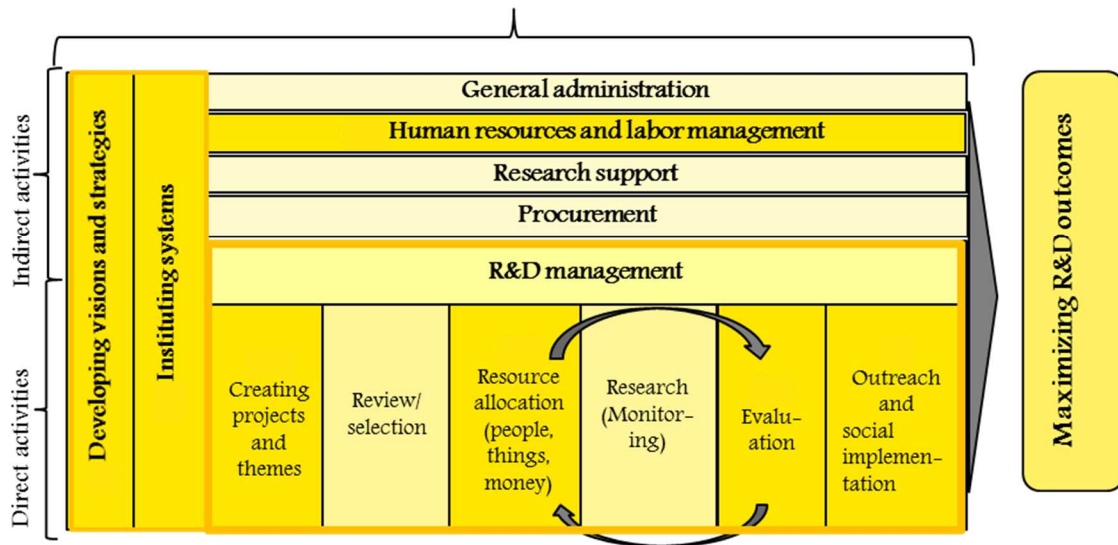 Indirect activities
Direct activities
Developing visions and strategies
Instituting systems
General administration
Human resources and labor management
Research support
Procurement
R&D management
Creating
projects
and
themes
Review/
selection
Resource
allocation
(people,
things,
money)
Research
(Monitor-
ing)
Evalu-
ation
Outreach
and
social
implemen-
tation
Maximizing R&D outcomes